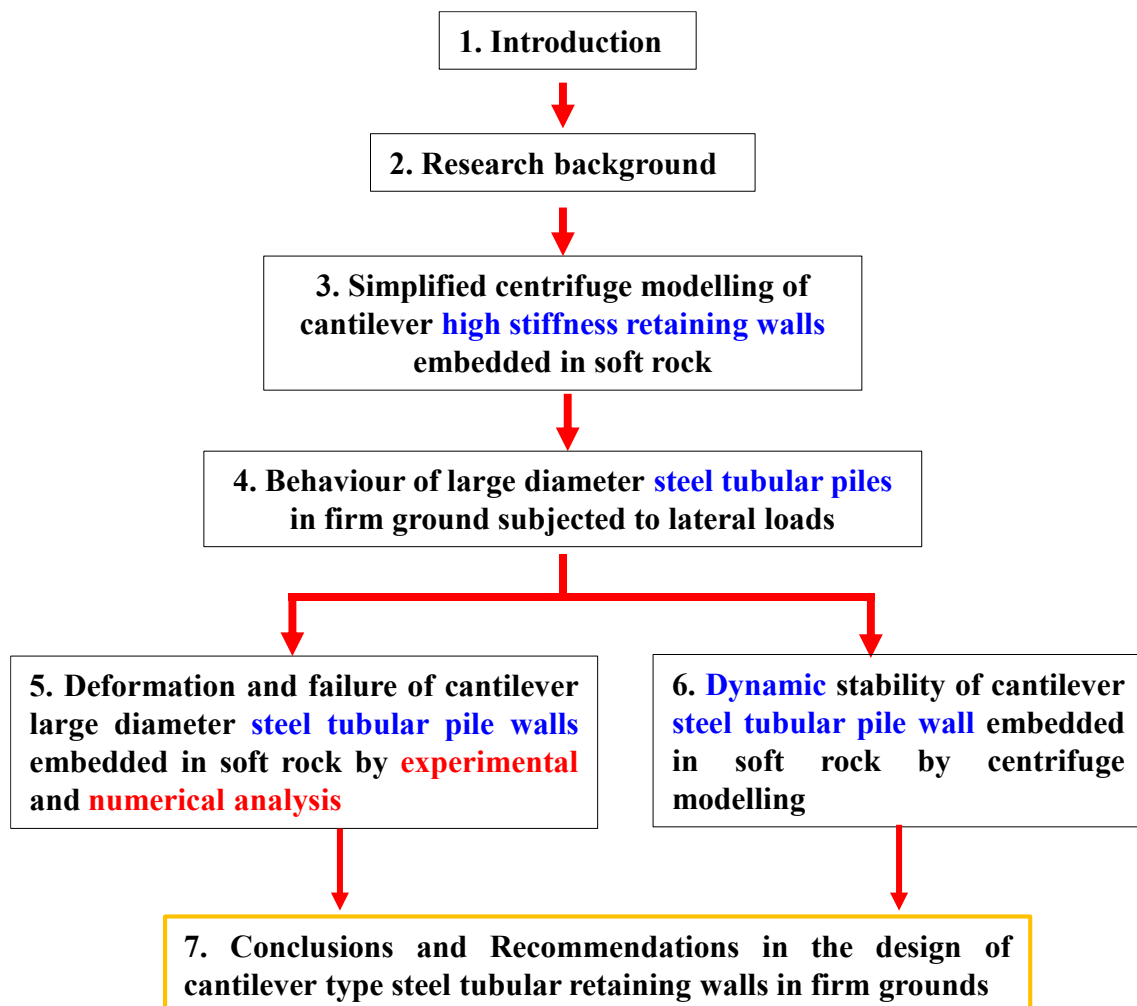 1. Introduction
2. Research background
3. Simplified centrifuge modelling of
cantilever high stiffness retaining walls
embedded in soft rock
4. Behaviour of large diameter steel tubular piles
in firm ground subjected to lateral loads
5. Deformation and failure of cantilever
large diameter steel tubular pile walls
embedded in soft rock by experimental
and numerical analysis
6. Dynamic stability of cantilever
steel tubular pile wall embedded
in soft rock by centrifuge
modelling
7. Conclusions and Recommendations in the design of
cantilever type steel tubular retaining walls in firm grounds